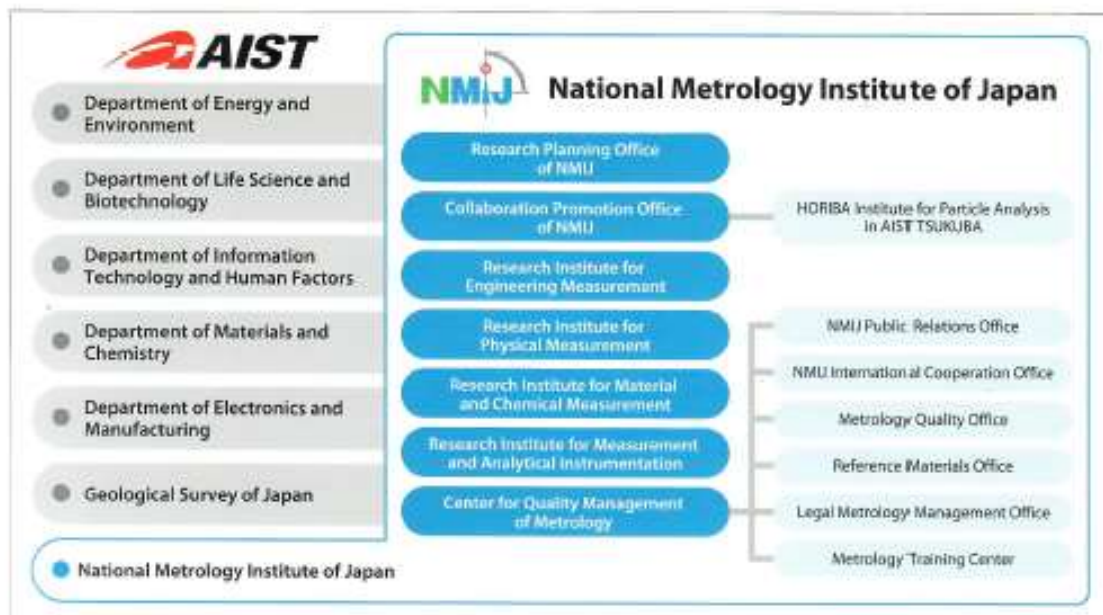 AIST
Department of Energy and
Environment
Department of Life Science and
Biotechnology
Department of Information
Technology and Human Factors
Department of Materials and
Chemistry
Department of Electronics and
Manufacturing
Geological Survey of Japan
National Metrology Institute of Japan
NMIJ National Metrology Institute of Japan
Research Planning Office
of NMIJ
Collaboration Promotion Office
of NMIJ
HORIBA Institute for Particle Analysis
in AIST TSUKUBA
Research Institute for
Engineering Measurement
Research Institute for
Physical Measurement
Research Institute for Material
and Chemical Measurement
Research Institute for Measurement
and Analytical Instrumentation
Center for Quality Management
of Metrology
NMIJ Public Relations Office
NMIJ International Cooperation Office
Metrology Quality Office
Reference Materials Office
Legal Metrology Management Office
Metrology Training Center